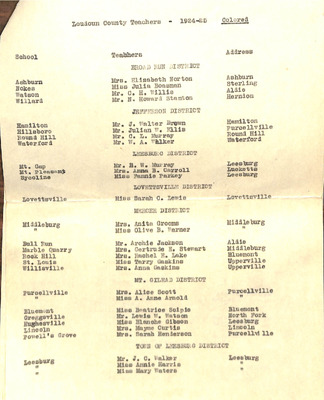 Loudoun County Teachers - 1924-25 Colored
School Teachers Address
BROAD RUN DISTRICT
Ashburn Mrs. Elizabeth Norton Ashburn
Nokes Miss Julia Boazman Sterling
Watson Mr. C. H. Willis Aldie
Willard Mr. N. Howard Stanton Herndon
JEFFERSON DISTRICT
Hamilton Mr. J. Walter Brown Hamilton
Hillsboro Mr. Julian W. Ellis Purcellville
Round Hill Mr. C. L. Murray Round Hill
Waterford Mr. W. A. Walker Waterford
LEESBURG DISTRICT
Mt. Gap Mr. R. W. Murray Leesburg
Mt. Pleasant Mrs. Anna B. Carroll Lucketts
Sycoline Miss Fannie Parkey Leesburg
LOVETTSVILLE DISTRICT
Lovettsville Miss Sarah C. Lewis Lovettsville
MERCER DISTRICT
Middleburg Mrs. Anita Grooms Middleburg
" Miss Olive B. Warner "
Bull Run Mr. Archie Jackson Aldie
Marble Quarry Mrs. Gertrude H. Stewart Middleburg
Rock Hill Mrs. Rachel M. Lake Bluemont
St. Louis Miss Tarry Gaskins Upperville
Willisville Mrs. Anna Gaskins Upperville
MT. GILEAD DISTRICT
Purcellville Mrs. Alice Scott Purcellville
" Miss A. Anne Arnold "
Bluemont Miss Beatrice Scipio Bluemont
Greggsville Mrs. Lewis W. Watson North Fork
Hughesville Miss Blanche Gibson Leesburg
Lincoln Mrs. Mayme Curtis Lincoln
Powell's Grove Mrs. Sarah Henderson Purcellville
TOWN OF LEESBURG DISTRICT
Leesburg Mr. J. C. Walker Leesburg
" Miss Annie Harris "
" Miss Mary Waters "